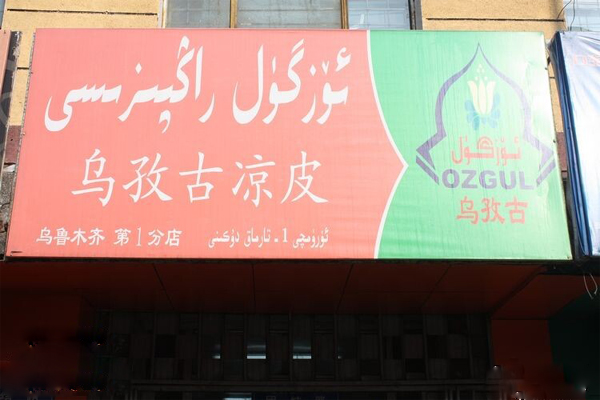 ئۆزگۈل راڭپىزىسى
乌孜古凉皮
乌鲁木齐 第1分店
ئۈرۈمچى 1 - تارماق دۇكىنى
ئۆزگۈل
OZGUL
乌孜古